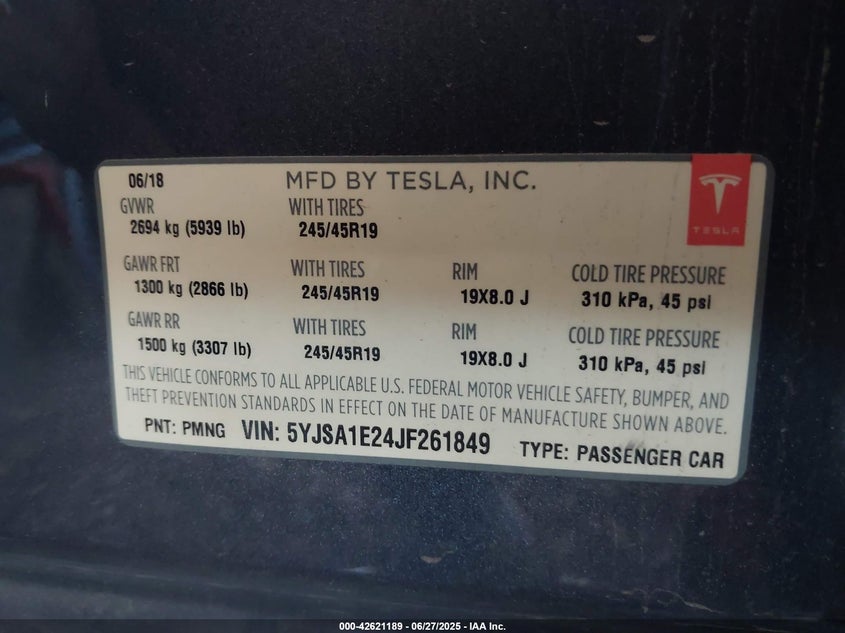 06/18 MFD BY TESLA, INC.
TESLA
GVWR WITH TIRES
2694 kg (5939 lb) 245/45R19
GAWR FRT WITH TIRES RIM COLD TIRE PRESSURE
1300 kg (2866 lb) 245/45R19 19X8.0 J 310 kPa, 45 psi
GAWR RR WITH TIRES RIM COLD TIRE PRESSURE
1500 kg (3307 lb) 245/45R19 19X8.0 J 310 kPa, 45 psi
THIS VEHICLE CONFORMS TO ALL APPLICABLE U.S. FEDERAL MOTOR VEHICLE SAFETY, BUMPER, AND
THEFT PREVENTION STANDARDS IN EFFECT ON THE DATE OF MANUFACTURE SHOWN ABOVE.
PNT: PMNG VIN: 5YJSA1E24JF261849 TYPE: PASSENGER CAR
000-42621189 - 06/27/2025 - IAA Inc.